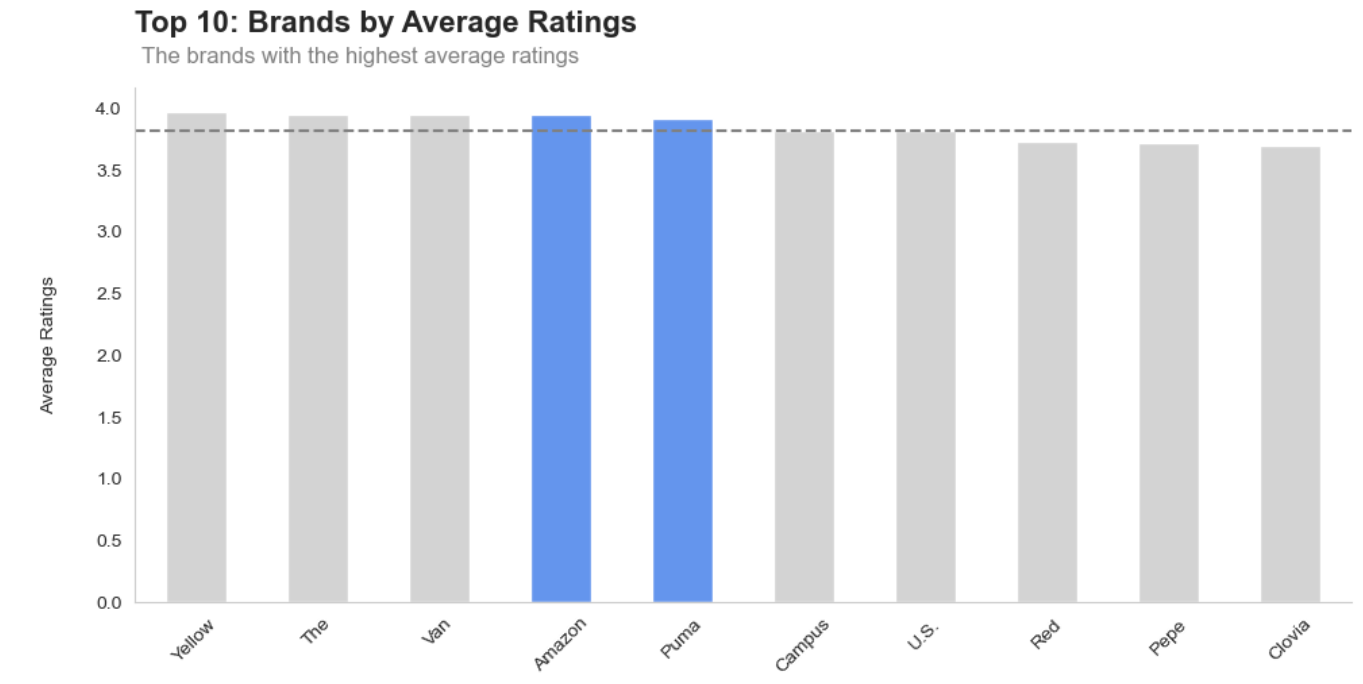 Top 10: Brands by Average Ratings
The brands with the highest average ratings
4.0
3.5
3.0
2.5
2.0
1.5
1.0
0.5
0.0
Average Ratings
Yellow
The
Van
Amazon
Puma
Campus
U.S.
Red
Pepe
Clovia